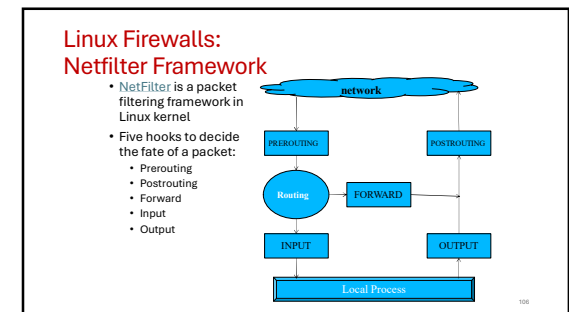 Linux Firewalls:
Netfilter Framework
• NetFilter is a packet
filtering framework in
Linux kernel
• Five hooks to decide
the fate of a packet:
• Prerouting
• Postrouting
• Forward
• Input
• Output
network
PREROUTING
POSTROUTING
Routing
FORWARD
INPUT
OUTPUT
Local Process
106